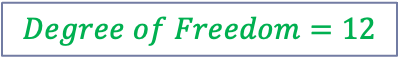 Degree of Freedom = 12